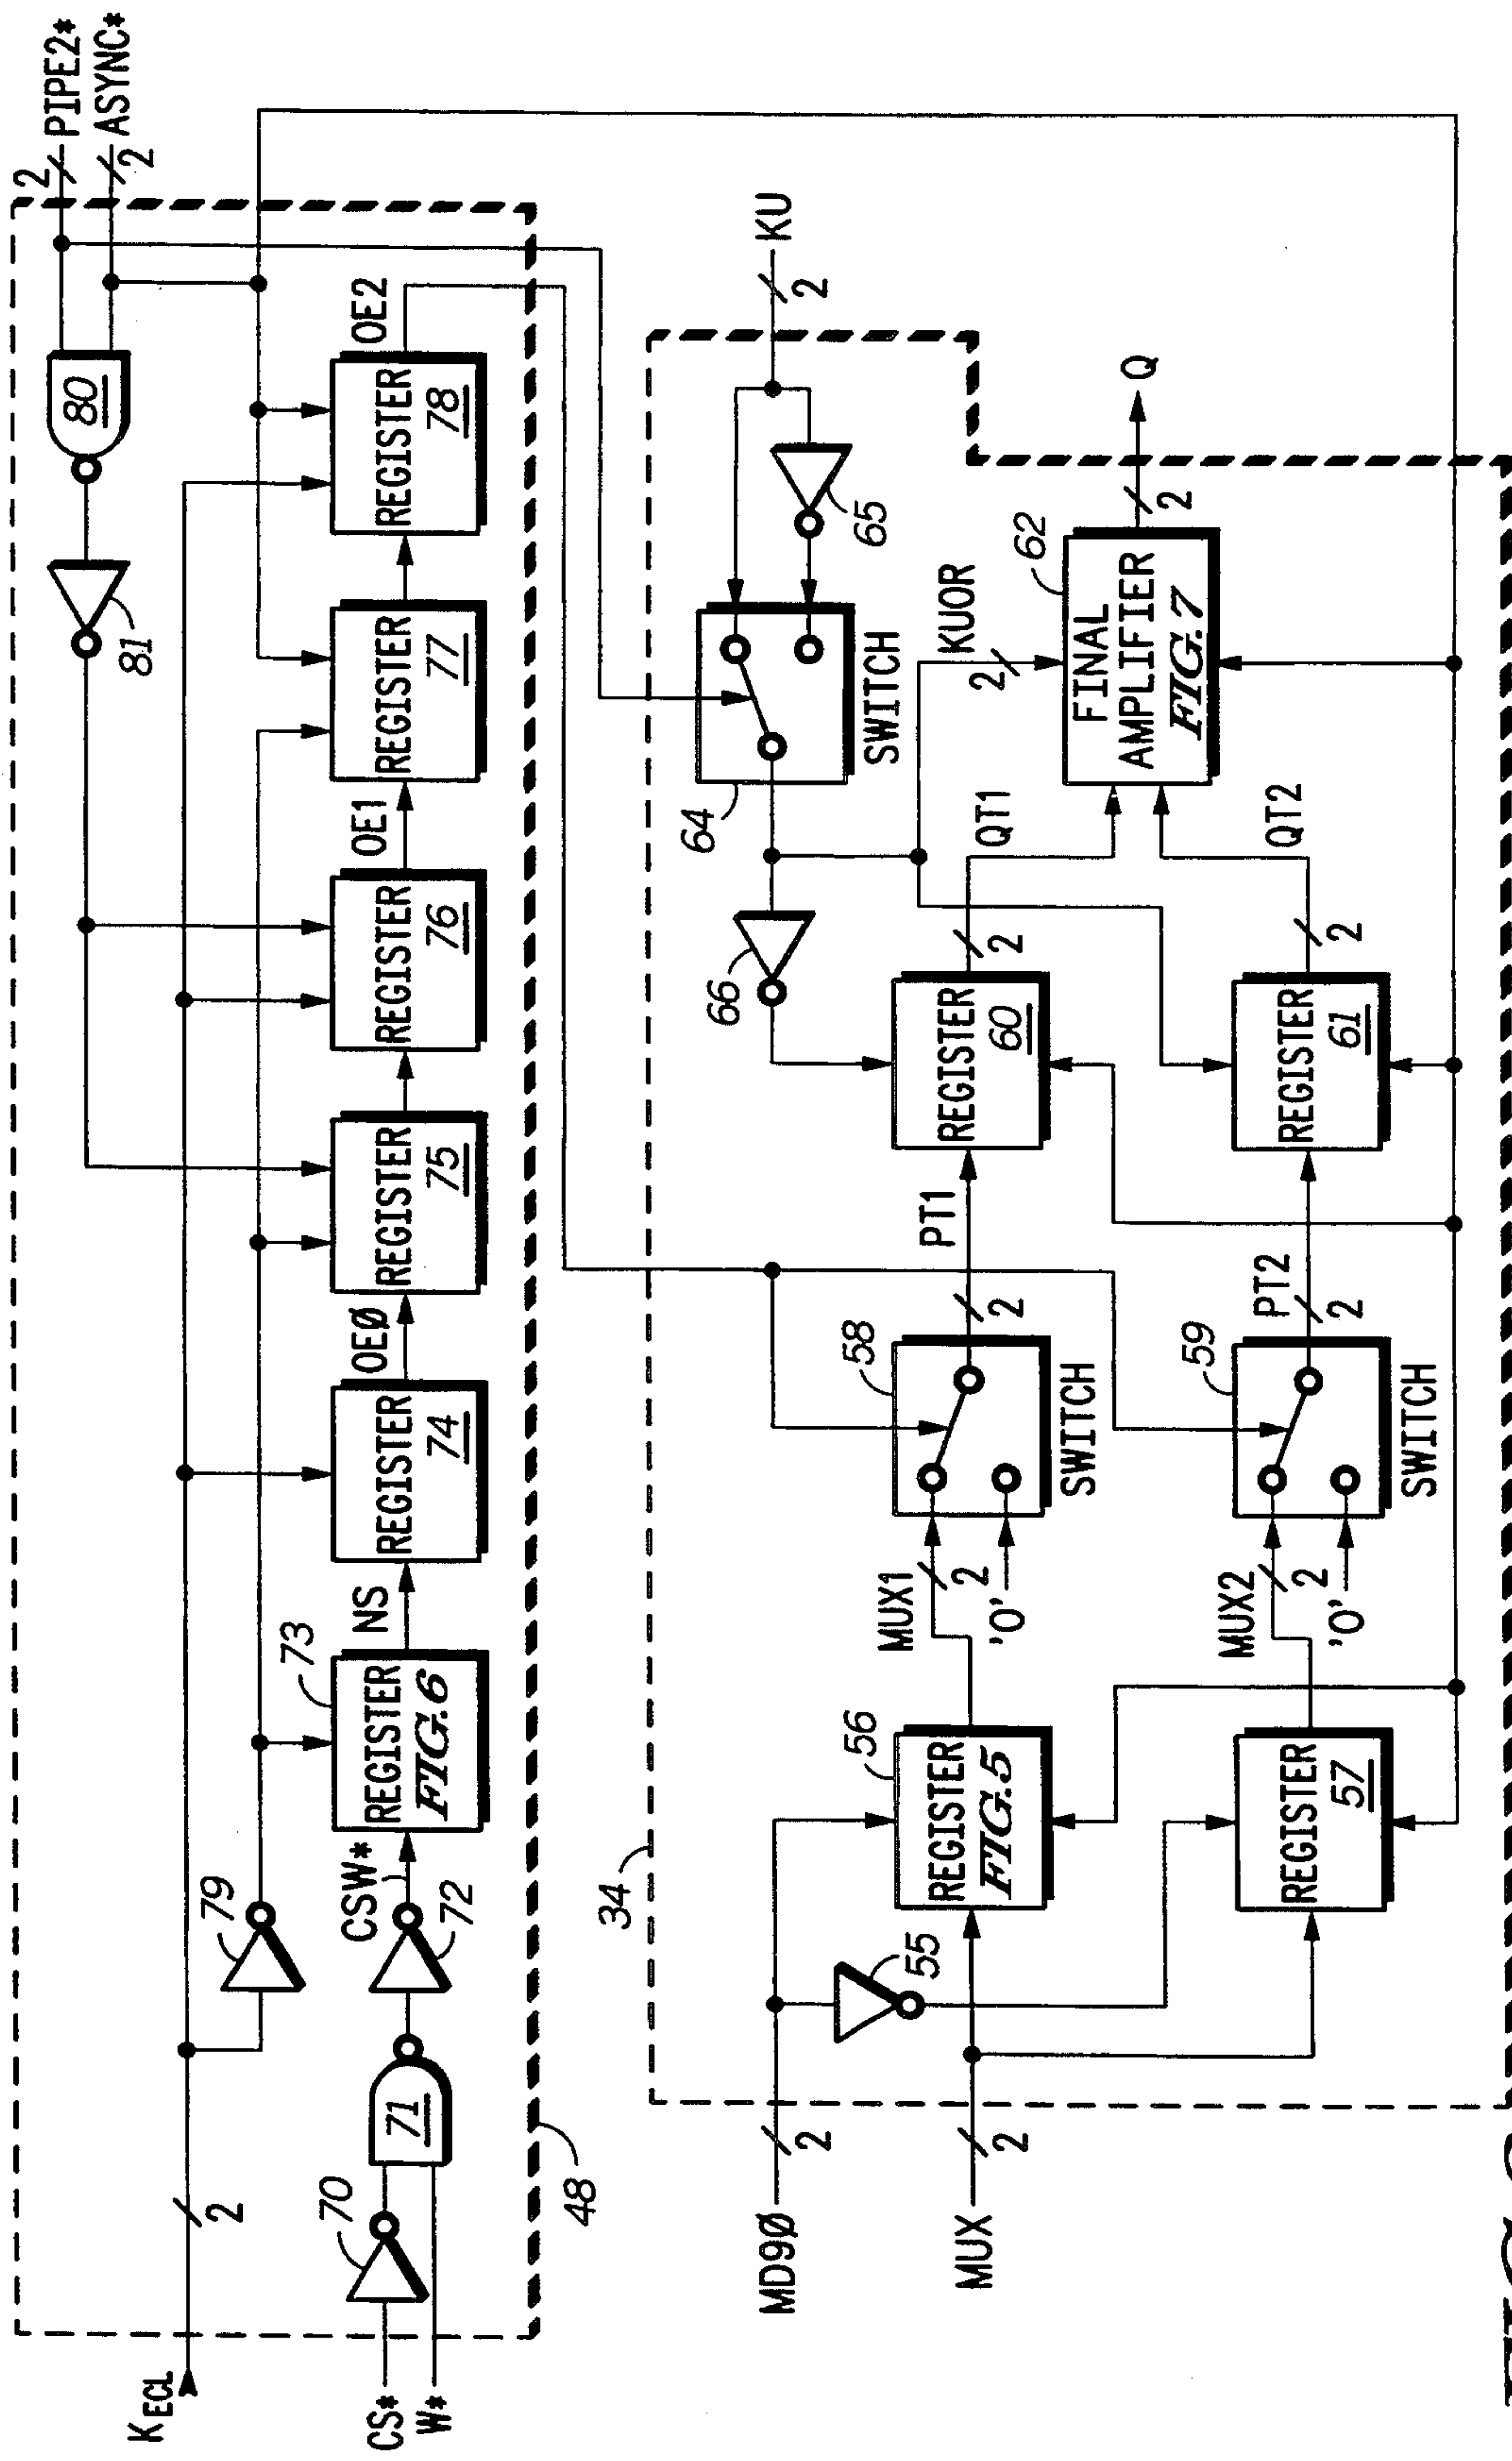 PIPE2*
ASYNC*
2
2
80
81
OE2
REGISTER
78
REGISTER
77
OE1
REGISTER
76
REGISTER
75
OEØ
REGISTER
74
NS
73
REGISTER
FIG.6
CSW*
72
79
71
70
2
K ECL
CS*
W*
48
KU
2
65
SWITCH
64
66
KUOR
2
62
FINAL
AMPLIFIER
FIG.7
Q
2
QT1
2
QT2
2
REGISTER
60
REGISTER
61
PT1
2
PT2
2
58
SWITCH
59
SWITCH
MUX1
2
'0'
MUX2
2
'0'
56
REGISTER
FIG.5
REGISTER
57
55
34
MD9Ø
2
MUX
2